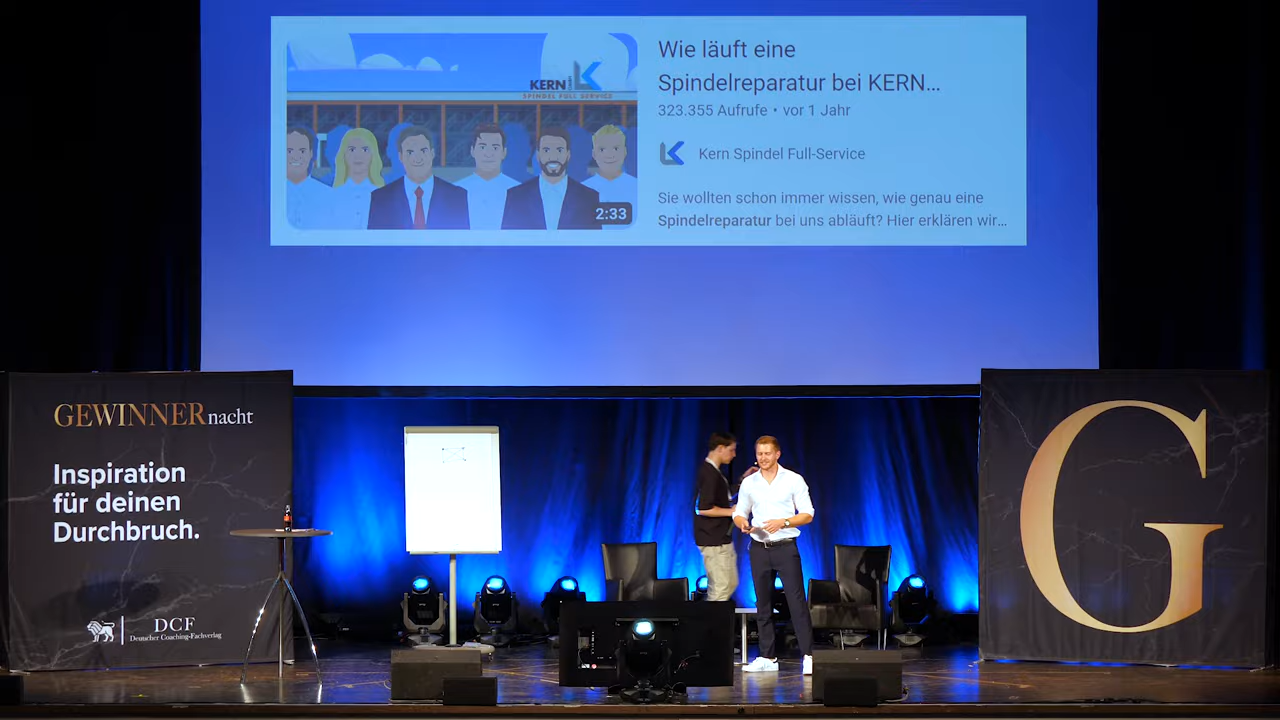 KERN
SPINDEL FULL SERVICE
2:33
Wie läuft eine
Spindelreparatur bei KERN...
323.355 Aufrufe • vor 1 Jahr
Kern Spindel Full-Service
Sie wollten schon immer wissen, wie genau eine
Spindelreparatur bei uns abläuft? Hier erklären wir...
GEWINNERnacht
Inspiration
für deinen
Durchbruch.
DCF
Deutscher Coaching-Fachverlag
G